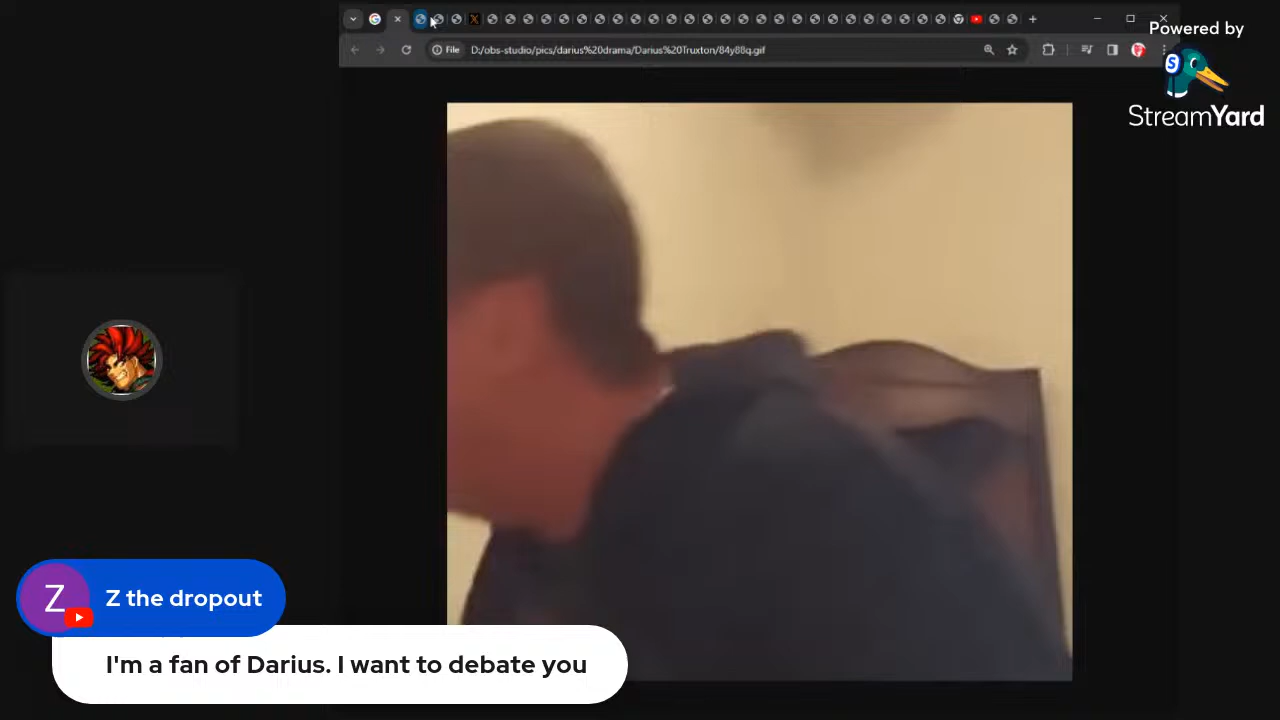 File
D:/obs-studio/pics/darius%20drama/Darius%20Truxton/84y88q.gif
Powered by
S
StreamYard
Z
Z the dropout
I'm a fan of Darius. I want to debate you